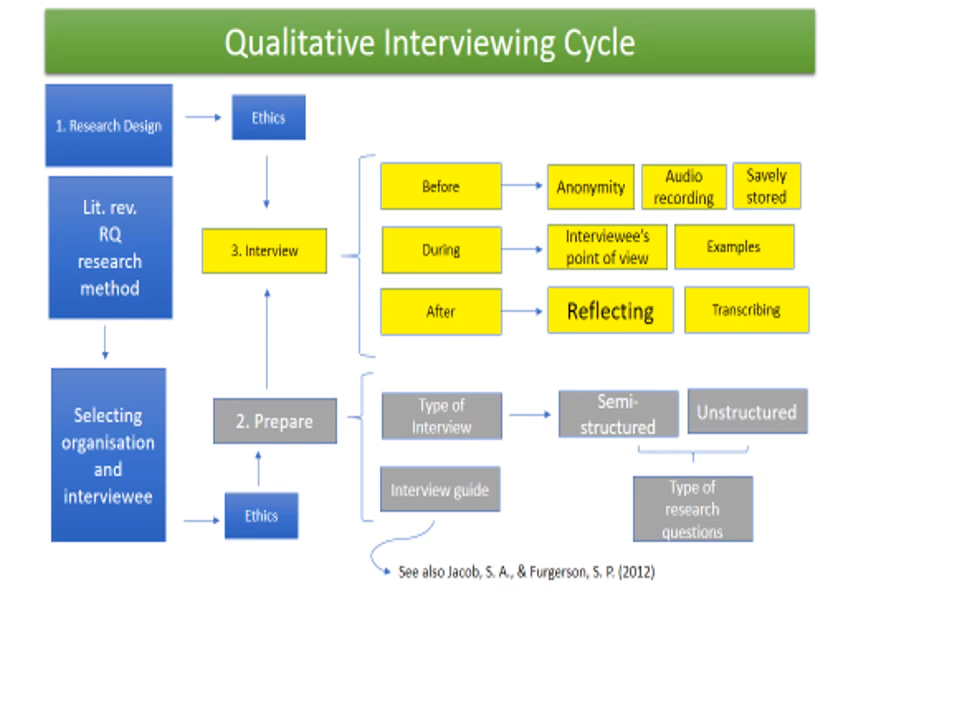 Qualitative Interviewing Cycle
1. Research Design
Ethics
Lit. rev.
RQ
research
method
Selecting
organisation
and
interviewee
Ethics
2. Prepare
3. Interview
Before
Anonymity
Audio
recording
Savely
stored
During
Interviewee's
point of view
Examples
After
Reflecting
Transcribing
Type of
Interview
Semi-
structured
Unstructured
Type of
research
questions
Interview guide
See also Jacob, S. A., & Furgerson, S. P. (2012)